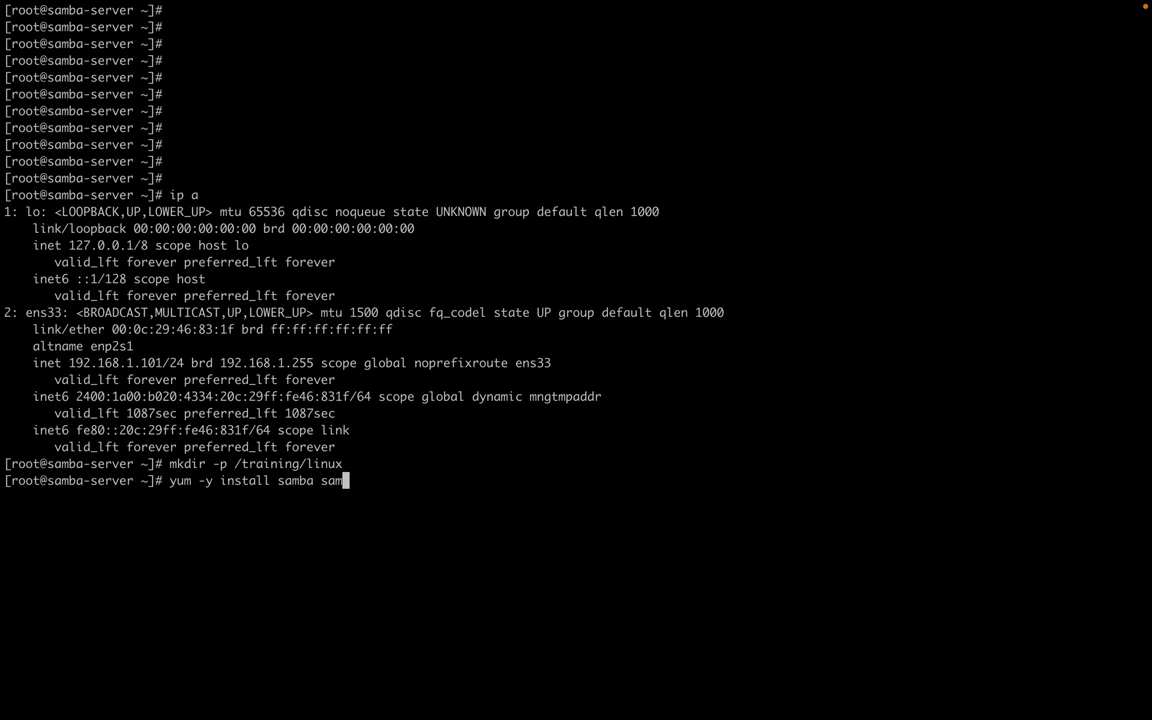 [root@samba-server ~]#
[root@samba-server ~]#
[root@samba-server ~]#
[root@samba-server ~]#
[root@samba-server ~]#
[root@samba-server ~]#
[root@samba-server ~]#
[root@samba-server ~]#
[root@samba-server ~]#
[root@samba-server ~]#
[root@samba-server ~]#
[root@samba-server ~]# ip a
1: lo: <LOOPBACK,UP,LOWER_UP> mtu 65536 qdisc noqueue state UNKNOWN group default qlen 1000
    link/loopback 00:00:00:00:00:00 brd 00:00:00:00:00:00
    inet 127.0.0.1/8 scope host lo
       valid_lft forever preferred_lft forever
    inet6 ::1/128 scope host
       valid_lft forever preferred_lft forever
2: ens33: <BROADCAST,MULTICAST,UP,LOWER_UP> mtu 1500 qdisc fq_codel state UP group default qlen 1000
    link/ether 00:0c:29:46:83:1f brd ff:ff:ff:ff:ff:ff
    altname enp2s1
    inet 192.168.1.101/24 brd 192.168.1.255 scope global noprefixroute ens33
       valid_lft forever preferred_lft forever
    inet6 2400:1a00:b020:4334:20c:29ff:fe46:831f/64 scope global dynamic mngtmpaddr
       valid_lft 1087sec preferred_lft 1087sec
    inet6 fe80::20c:29ff:fe46:831f/64 scope link
       valid_lft forever preferred_lft forever
[root@samba-server ~]# mkdir -p /training/linux
[root@samba-server ~]# yum -y install samba sam